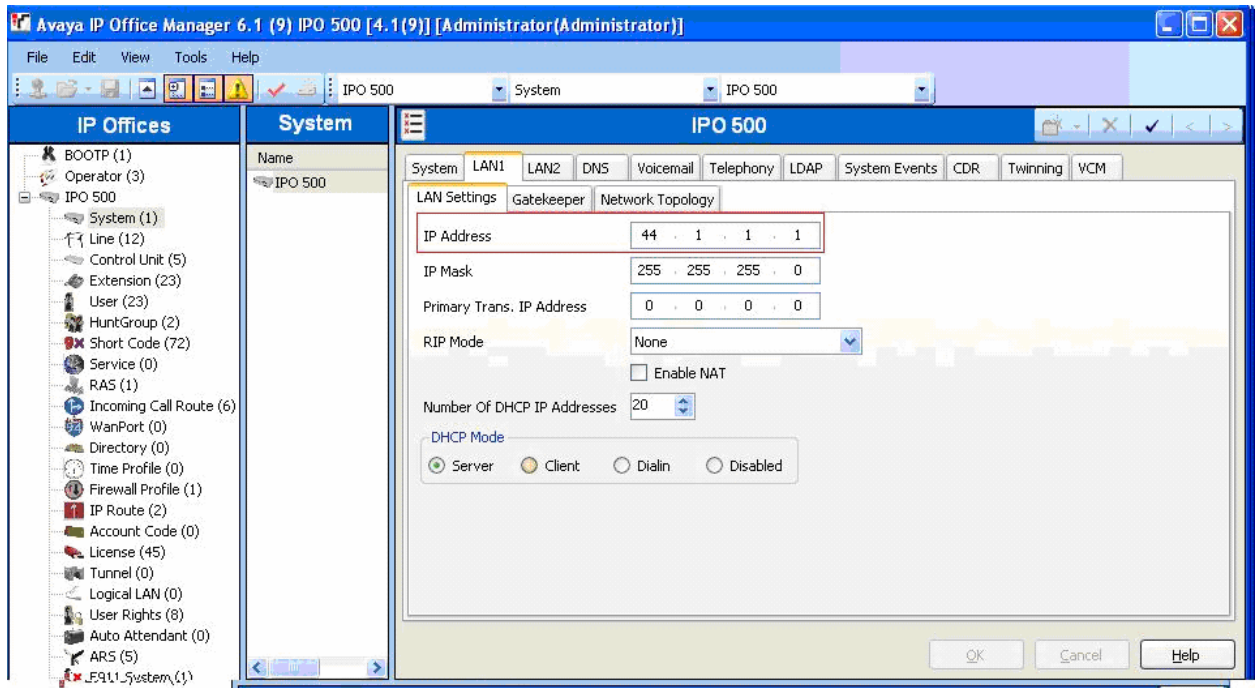 Avaya IP Office Manager 6.1 (9) IPO 500 [4.1(9)] [Administrator(Administrator)]
File Edit View Tools Help
IPO 500 System IPO 500
IP Offices
BOOTP (1)
Operator (3)
IPO 500
System (1)
Line (12)
Control Unit (5)
Extension (23)
User (23)
HuntGroup (2)
Short Code (72)
Service (0)
RAS (1)
Incoming Call Route (6)
WanPort (0)
Directory (0)
Time Profile (0)
Firewall Profile (1)
IP Route (2)
Account Code (0)
License (45)
Tunnel (0)
Logical LAN (0)
User Rights (8)
Auto Attendant (0)
ARS (5)
E911 System (1)
System
Name
IPO 500
IPO 500
System LAN1 LAN2 DNS Voicemail Telephony LDAP System Events CDR Twinning VCM
LAN Settings Gatekeeper Network Topology
IP Address 44 . 1 . 1 . 1
IP Mask 255 . 255 . 255 . 0
Primary Trans. IP Address 0 . 0 . 0 . 0
RIP Mode None
Enable NAT
Number Of DHCP IP Addresses 20
DHCP Mode
Server Client Dialin Disabled
OK Cancel Help